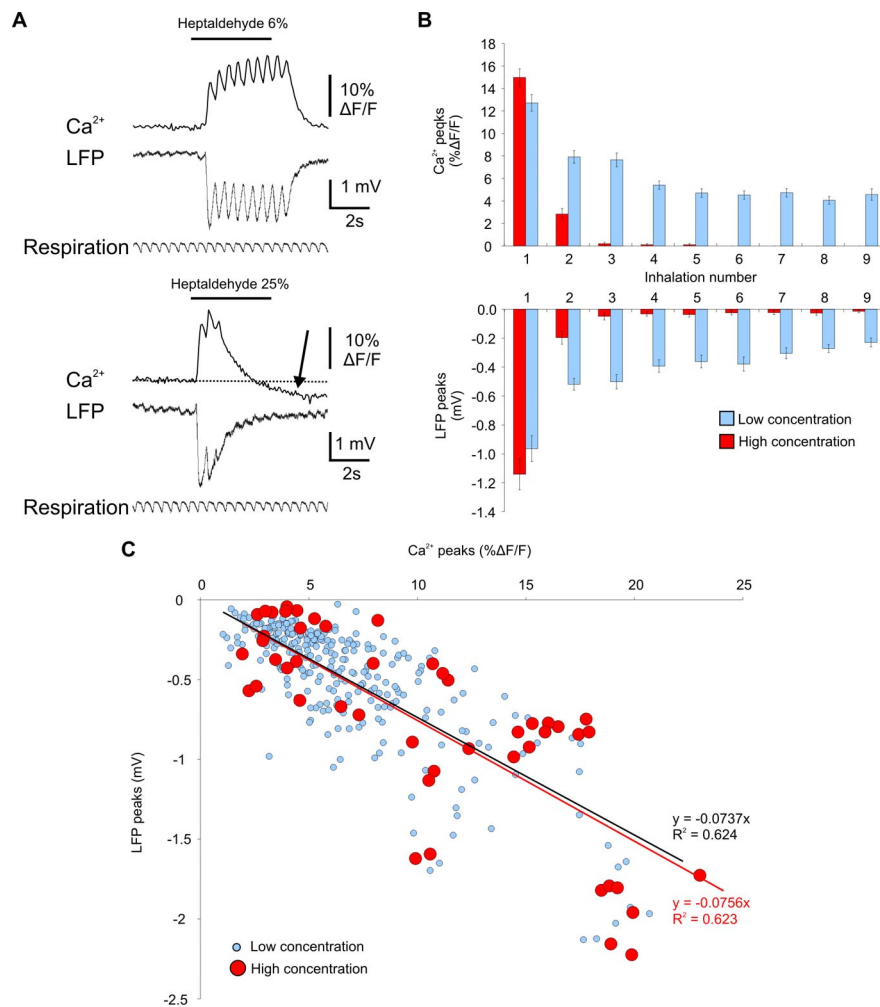 A
Heptaldehyde 6%
10%
ΔF/F
Ca²⁺
LFP
1 mV
2s
Respiration
Heptaldehyde 25%
10%
ΔF/F
Ca²⁺
LFP
1 mV
2s
Respiration
B
Ca²⁺ peqks
(%ΔF/F)
18
16
14
12
10
8
6
4
2
0
1 2 3 4 5 6 7 8 9
Inhalation number
1 2 3 4 5 6 7 8 9
LFP peaks
(mV)
0.0
-0.2
-0.4
-0.6
-0.8
-1.0
-1.2
-1.4
Low concentration
High concentration
C
Ca²⁺ peaks (%ΔF/F)
0 5 10 15 20 25
LFP peaks (mV)
0
-0.5
-1
-1.5
-2
-2.5
y = -0.0737x
R² = 0.624
y = -0.0756x
R² = 0.623
Low concentration
High concentration